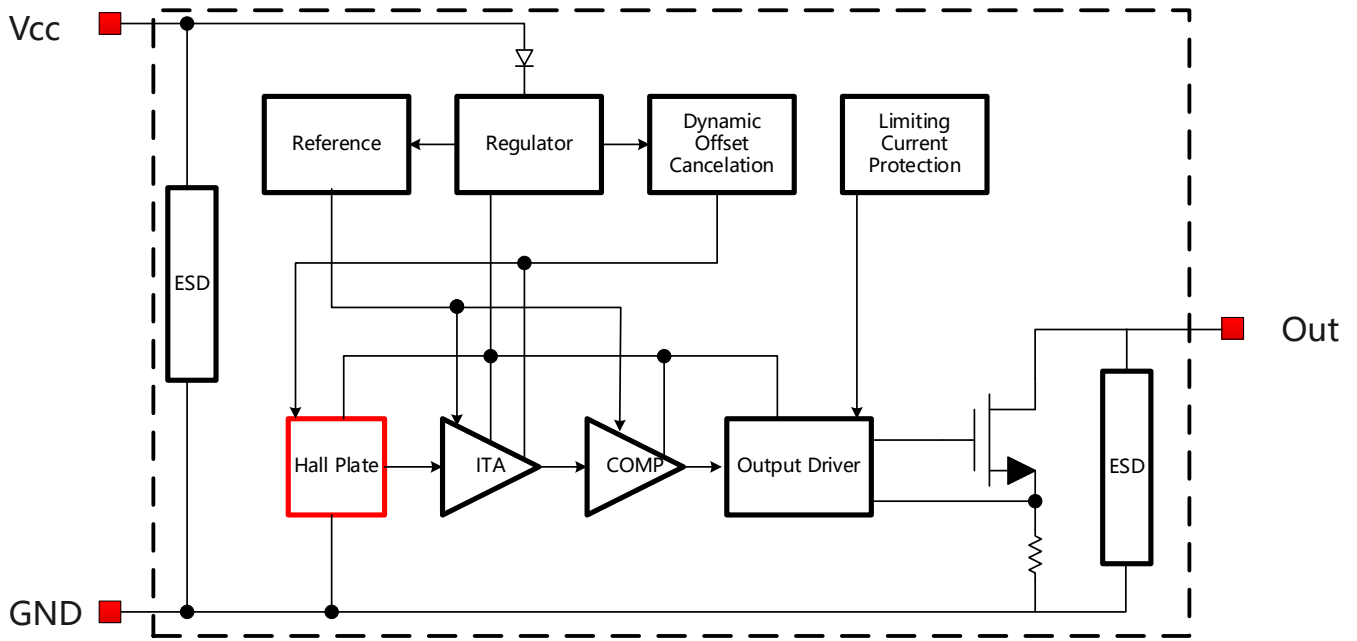 Vcc
Reference
Regulator
Dynamic
Offset
Cancelation
Limiting
Current
Protection
ESD
Out
Hall Plate
ITA
COMP
Output Driver
ESD
GND